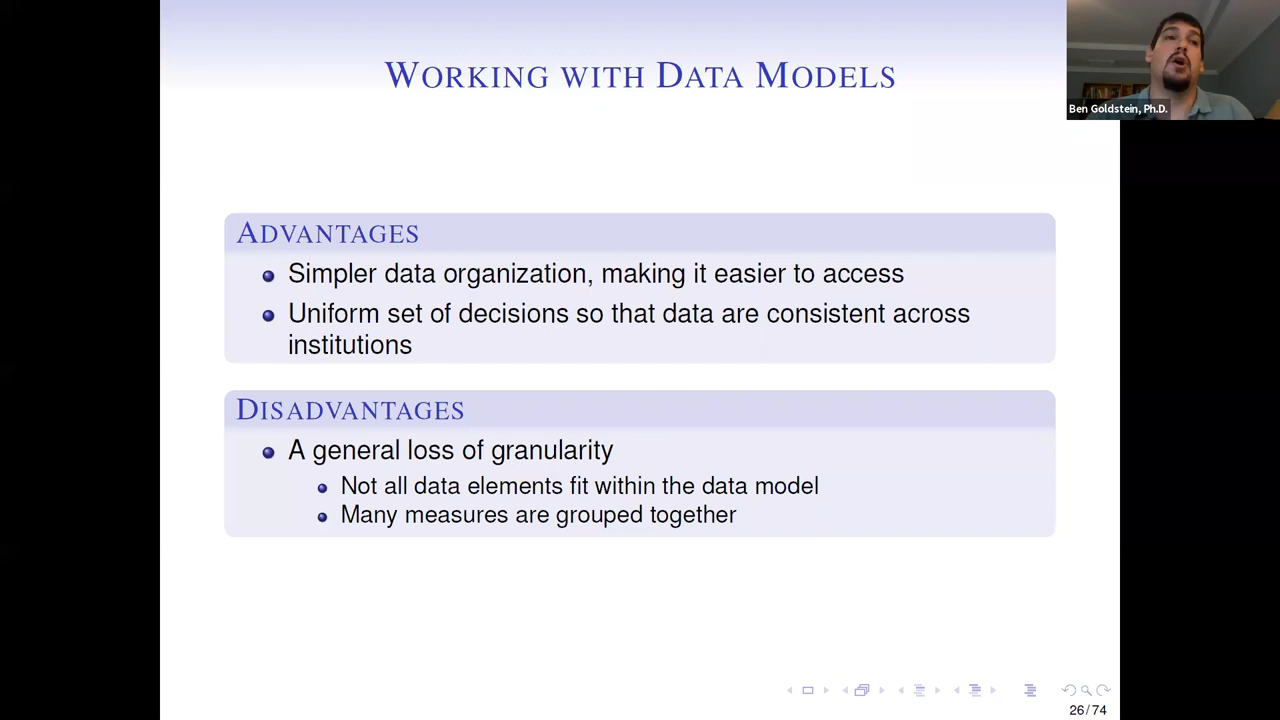 WORKING WITH DATA MODELS
Ben Goldstein, Ph.D.
ADVANTAGES
Simpler data organization, making it easier to access
Uniform set of decisions so that data are consistent across
institutions
DISADVANTAGES
A general loss of granularity
Not all data elements fit within the data model
Many measures are grouped together
26/74